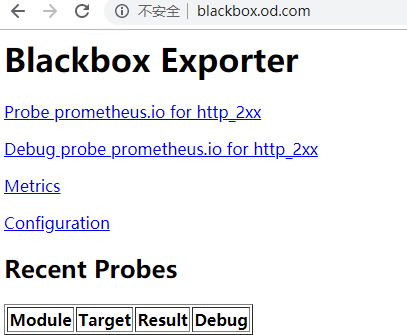 不安全 | blackbox.od.com
Blackbox Exporter
Probe prometheus.io for http_2xx
Debug probe prometheus.io for http_2xx
Metrics
Configuration
Recent Probes
Module Target Result Debug